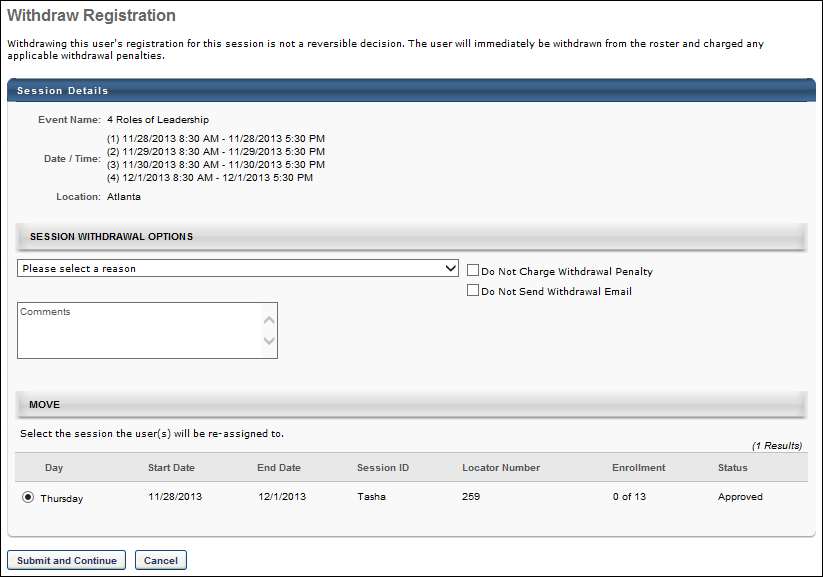 Withdraw Registration
Withdrawing this user's registration for this session is not a reversible decision. The user will immediately be withdrawn from the roster and charged any
applicable withdrawal penalties.
Session Details
Event Name: 4 Roles of Leadership
Date / Time:
(1) 11/28/2013 8:30 AM - 11/28/2013 5:30 PM
(2) 11/29/2013 8:30 AM - 11/29/2013 5:30 PM
(3) 11/30/2013 8:30 AM - 11/30/2013 5:30 PM
(4) 12/1/2013 8:30 AM - 12/1/2013 5:30 PM
Location: Atlanta
SESSION WITHDRAWAL OPTIONS
Please select a reason
Do Not Charge Withdrawal Penalty
Do Not Send Withdrawal Email
Comments
MOVE
Select the session the user(s) will be re-assigned to.
(1 Results)
Day Start Date End Date Session ID Locator Number Enrollment Status
Thursday 11/28/2013 12/1/2013 Tasha 259 0 of 13 Approved
Submit and Continue Cancel